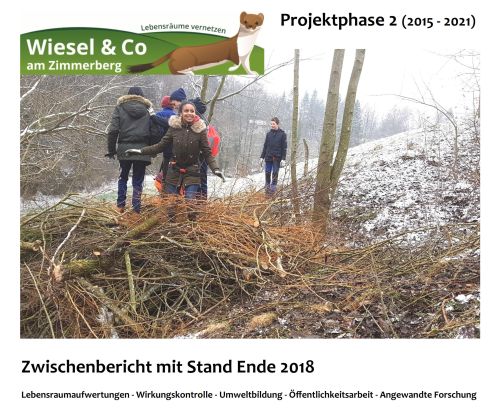 Lebensräume vernetzen
Projektphase 2 (2015 - 2021)
Wiesel & Co
am Zimmerberg
Zwischenbericht mit Stand Ende 2018
Lebensraumaufwertungen - Wirkungskontrolle - Umweltbildung - Öffentlichkeitsarbeit - Angewandte Forschung